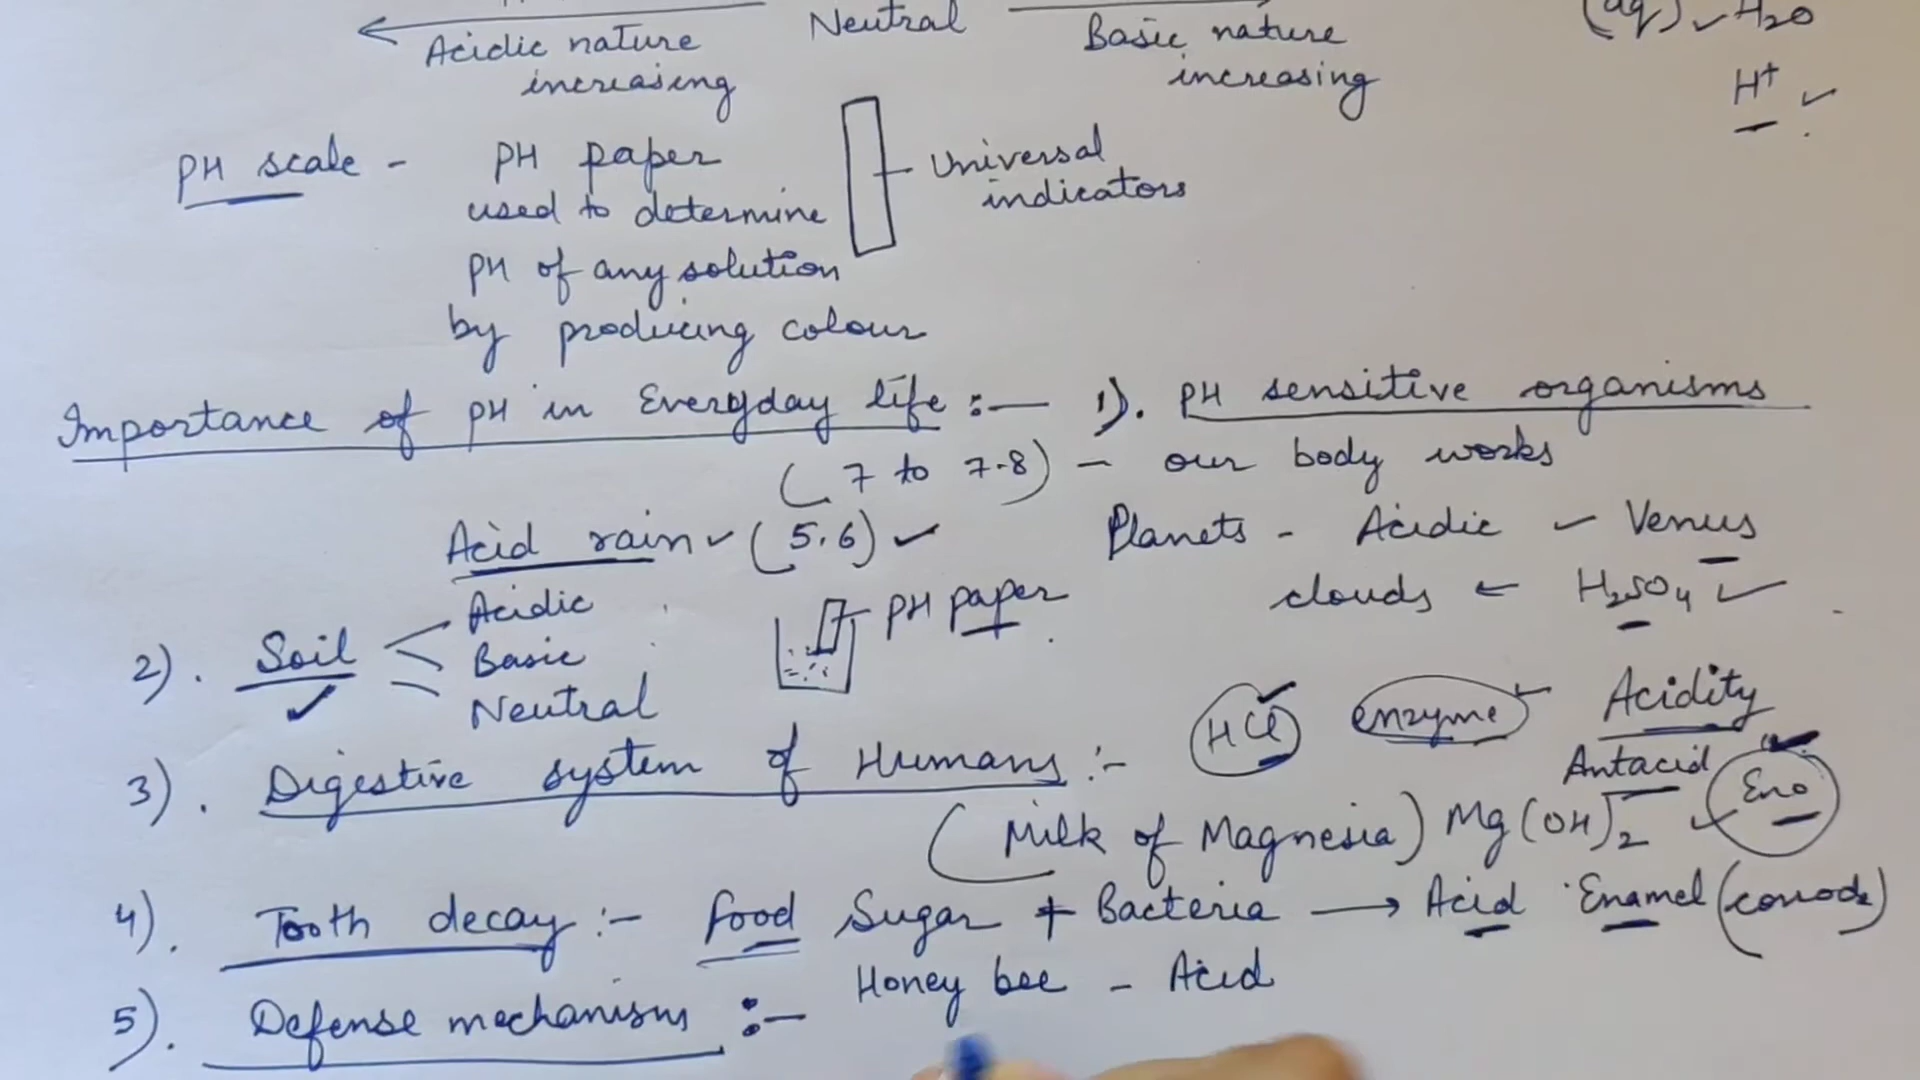 Neutral (aq) H2O
Acidic nature increasing Basic nature increasing
H+
PH scale - PH paper used to determine PH of any solution by producing colour
Universal indicators
Importance of PH in Everyday life :— 1). PH sensitive organisms
(7 to 7.8) - our body works
Acid rain (5.6) Planets - Acidic - Venus
clouds ← H2SO4
PH paper
2). Soil Acidic
Basic
Neutral
3). Digestive system of Humans :- HCl enzyme Acidity
Antacid Eno
(Milk of Magnesia) Mg(OH)2
4). Tooth decay :- food Sugar + Bacteria → Acid Enamel
5). Defense mechanism :- Honey bee - Acid